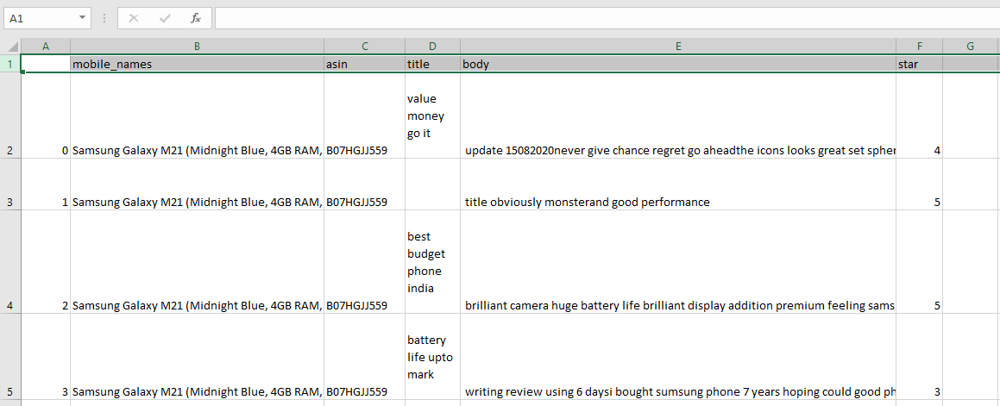 A1 fx
A B C D E F G
1 mobile_names asin title body star
value
money
go it
2 0 Samsung Galaxy M21 (Midnight Blue, 4GB RAM, B07HGJJ559 update 15082020never give chance regret go aheadthe icons looks great set spher 4
3 1 Samsung Galaxy M21 (Midnight Blue, 4GB RAM, B07HGJJ559 title obviously monsterand good performance 5
best
budget
phone
india
4 2 Samsung Galaxy M21 (Midnight Blue, 4GB RAM, B07HGJJ559 brilliant camera huge battery life brilliant display addition premium feeling sams 5
battery
life upto
mark
5 3 Samsung Galaxy M21 (Midnight Blue, 4GB RAM, B07HGJJ559 writing review using 6 daysi bought sumsung phone 7 years hoping could good ph 3